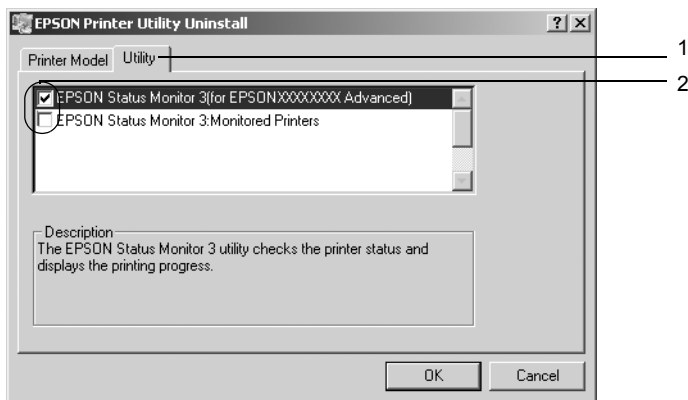 EPSON Printer Utility Uninstall
? ×
Printer Model Utility
1
2
EPSON Status Monitor 3(for EPSONXXXXXXXX Advanced)
EPSON Status Monitor 3:Monitored Printers
Description
The EPSON Status Monitor 3 utility checks the printer status and
displays the printing progress.
OK Cancel